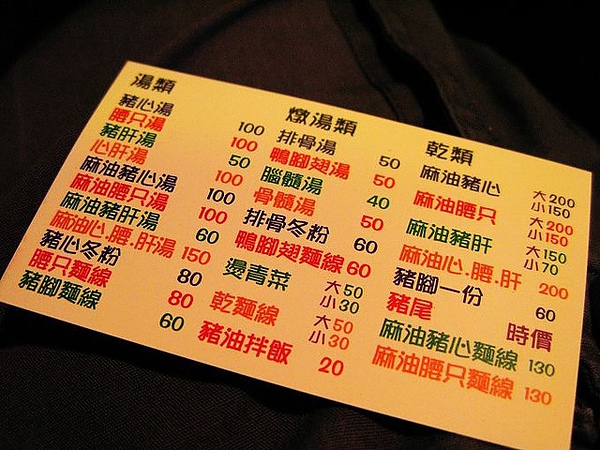 湯類
豬心湯 100
腰只湯 100
豬肝湯 50
心肝湯 100
麻油豬心湯 100
麻油腰只湯 100
麻油豬肝湯 60
麻油心.腰.肝湯 150
豬心冬粉 80
腰只麵線 80
豬腳麵線 60
燉湯類
排骨湯 50
鴨腳翅湯 50
腦髓湯 40
骨髓湯 50
排骨冬粉 60
鴨腳翅麵線 60
燙青菜 大50
小30
乾麵線 大50
小30
豬油拌飯 20
乾類
麻油豬心 大200
小150
麻油腰只 大200
小150
麻油豬肝 大150
小70
麻油心.腰.肝 200
豬腳一份 60
豬尾 時價
麻油豬心麵線 130
麻油腰只麵線 130